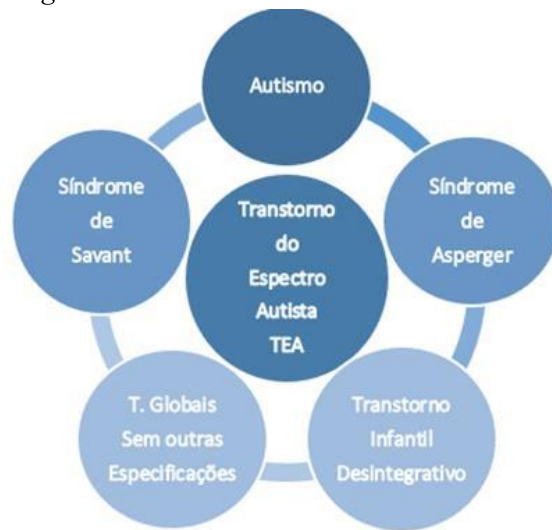 Autismo
Síndrome
de
Savant
Transtorno
do
Espectro
Autista
TEA
Síndrome
de
Asperger
T. Globais
Sem outras
Especificações
Transtorno
Infantil
Desintegrativo